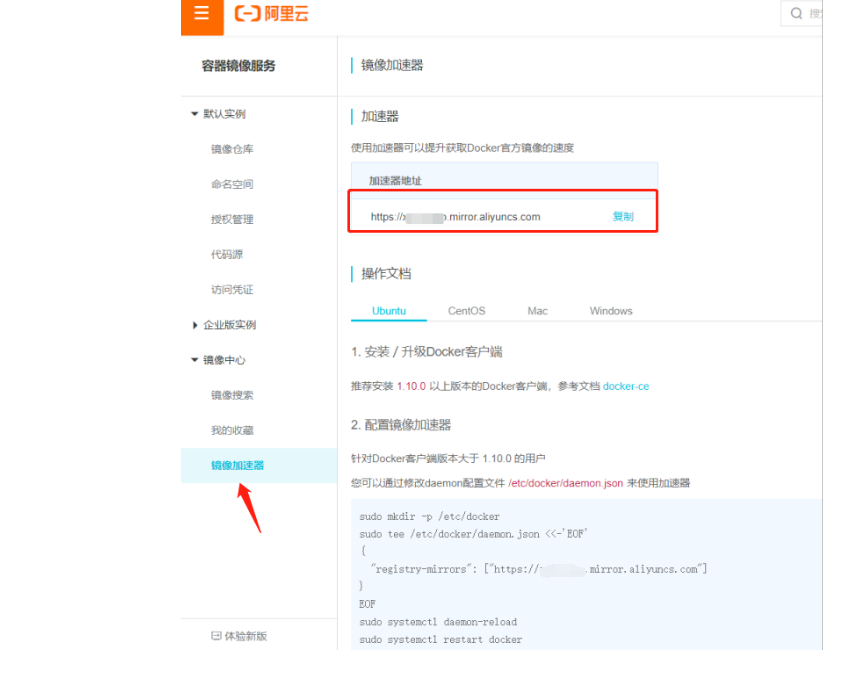 阿里云
搜
容器镜像服务
镜像加速器
默认实例
镜像仓库
命名空间
授权管理
代码源
访问凭证
企业版实例
镜像中心
镜像搜索
我的收藏
镜像加速器
体验新版
加速器
使用加速器可以提升获取Docker官方镜像的速度
加速器地址
https:// .mirror.aliyuncs.com 复制
操作文档
Ubuntu CentOS Mac Windows
1. 安装 / 升级Docker客户端
推荐安装 1.10.0 以上版本的Docker客户端，参考文档 docker-ce
2. 配置镜像加速器
针对Docker客户端版本大于 1.10.0 的用户
您可以通过修改daemon配置文件 /etc/docker/daemon.json 来使用加速器
sudo mkdir -p /etc/docker
sudo tee /etc/docker/daemon.json <<-'EOF'
{
"registry-mirrors": ["https:// .mirror.aliyuncs.com"]
}
EOF
sudo systemctl daemon-reload
sudo systemctl restart docker